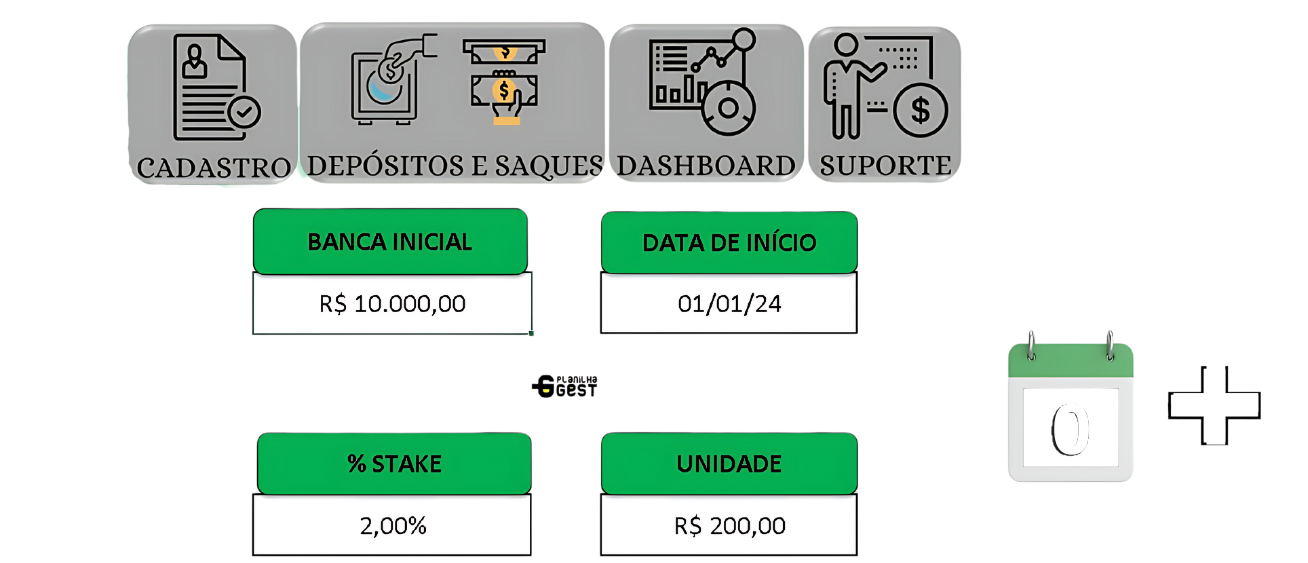 CADASTRO
DEPÓSITOS E SAQUES
DASHBOARD
SUPORTE
BANCA INICIAL
DATA DE INÍCIO
R$ 10.000,00
01/01/24
PLANILHA
GEST
0
% STAKE
UNIDADE
2,00%
R$ 200,00